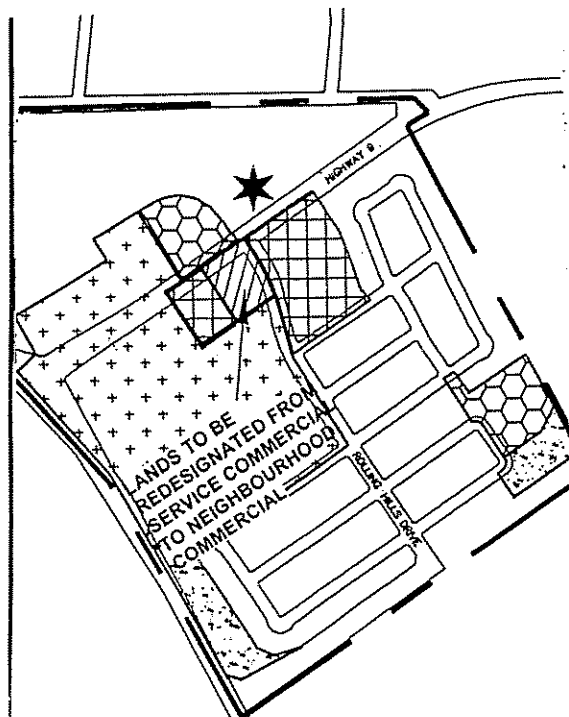 HIGHWAY 9
LANDS TO BE
REDESIGNATED FROM
SERVICE COMMERCIAL
TO NEIGHBOURHOOD
COMMERCIAL
ROLLING HILLS DRIVE